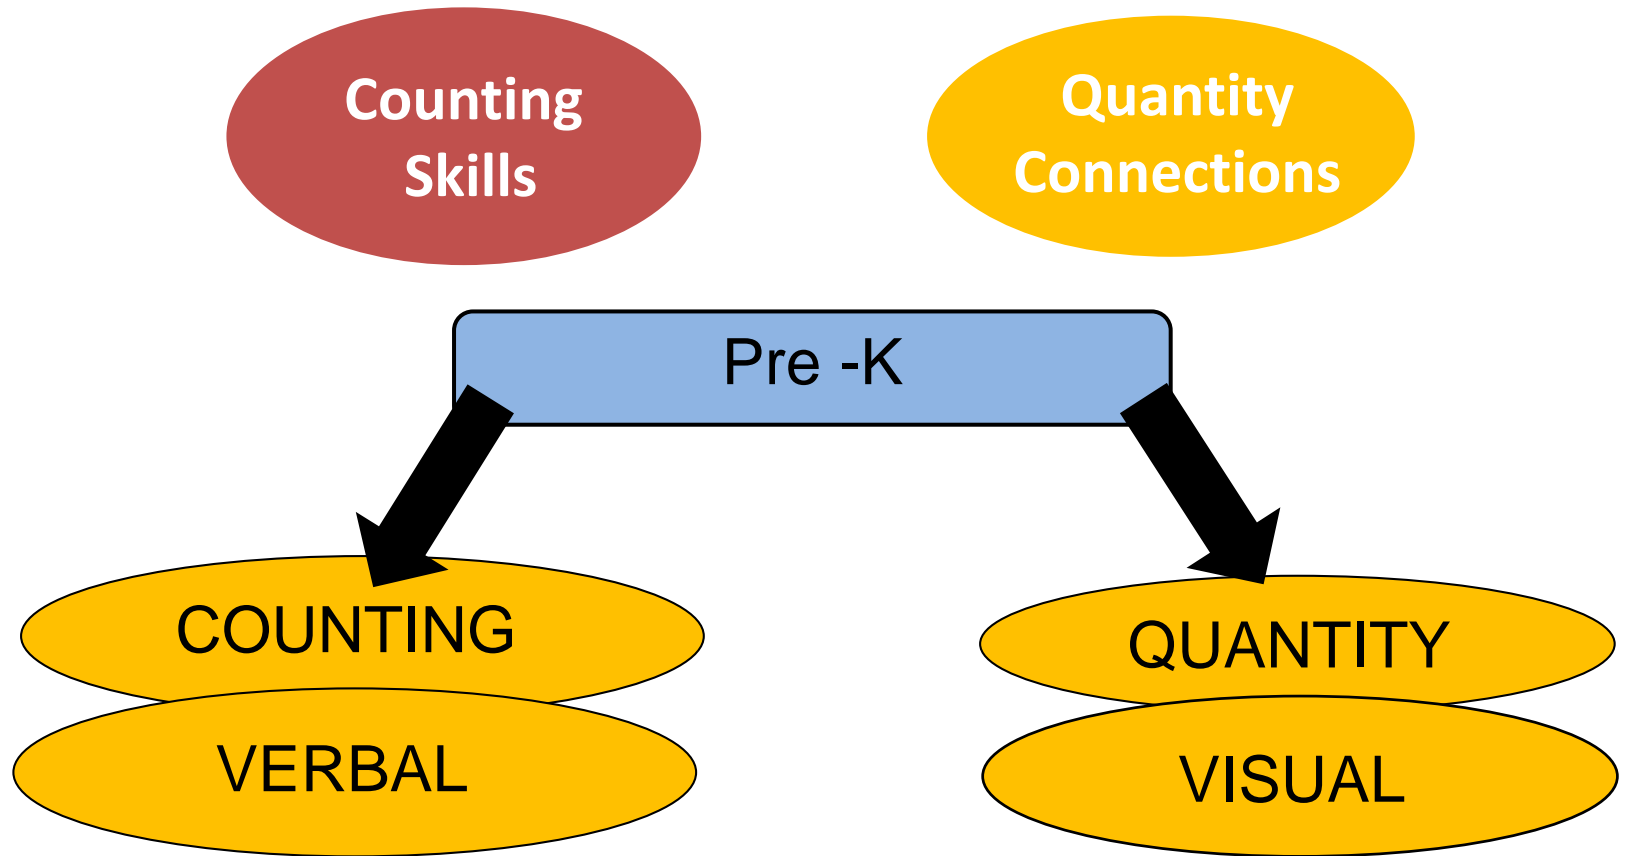 Counting
Skills
Quantity
Connections
Pre -K
COUNTING
VERBAL
QUANTITY
VISUAL